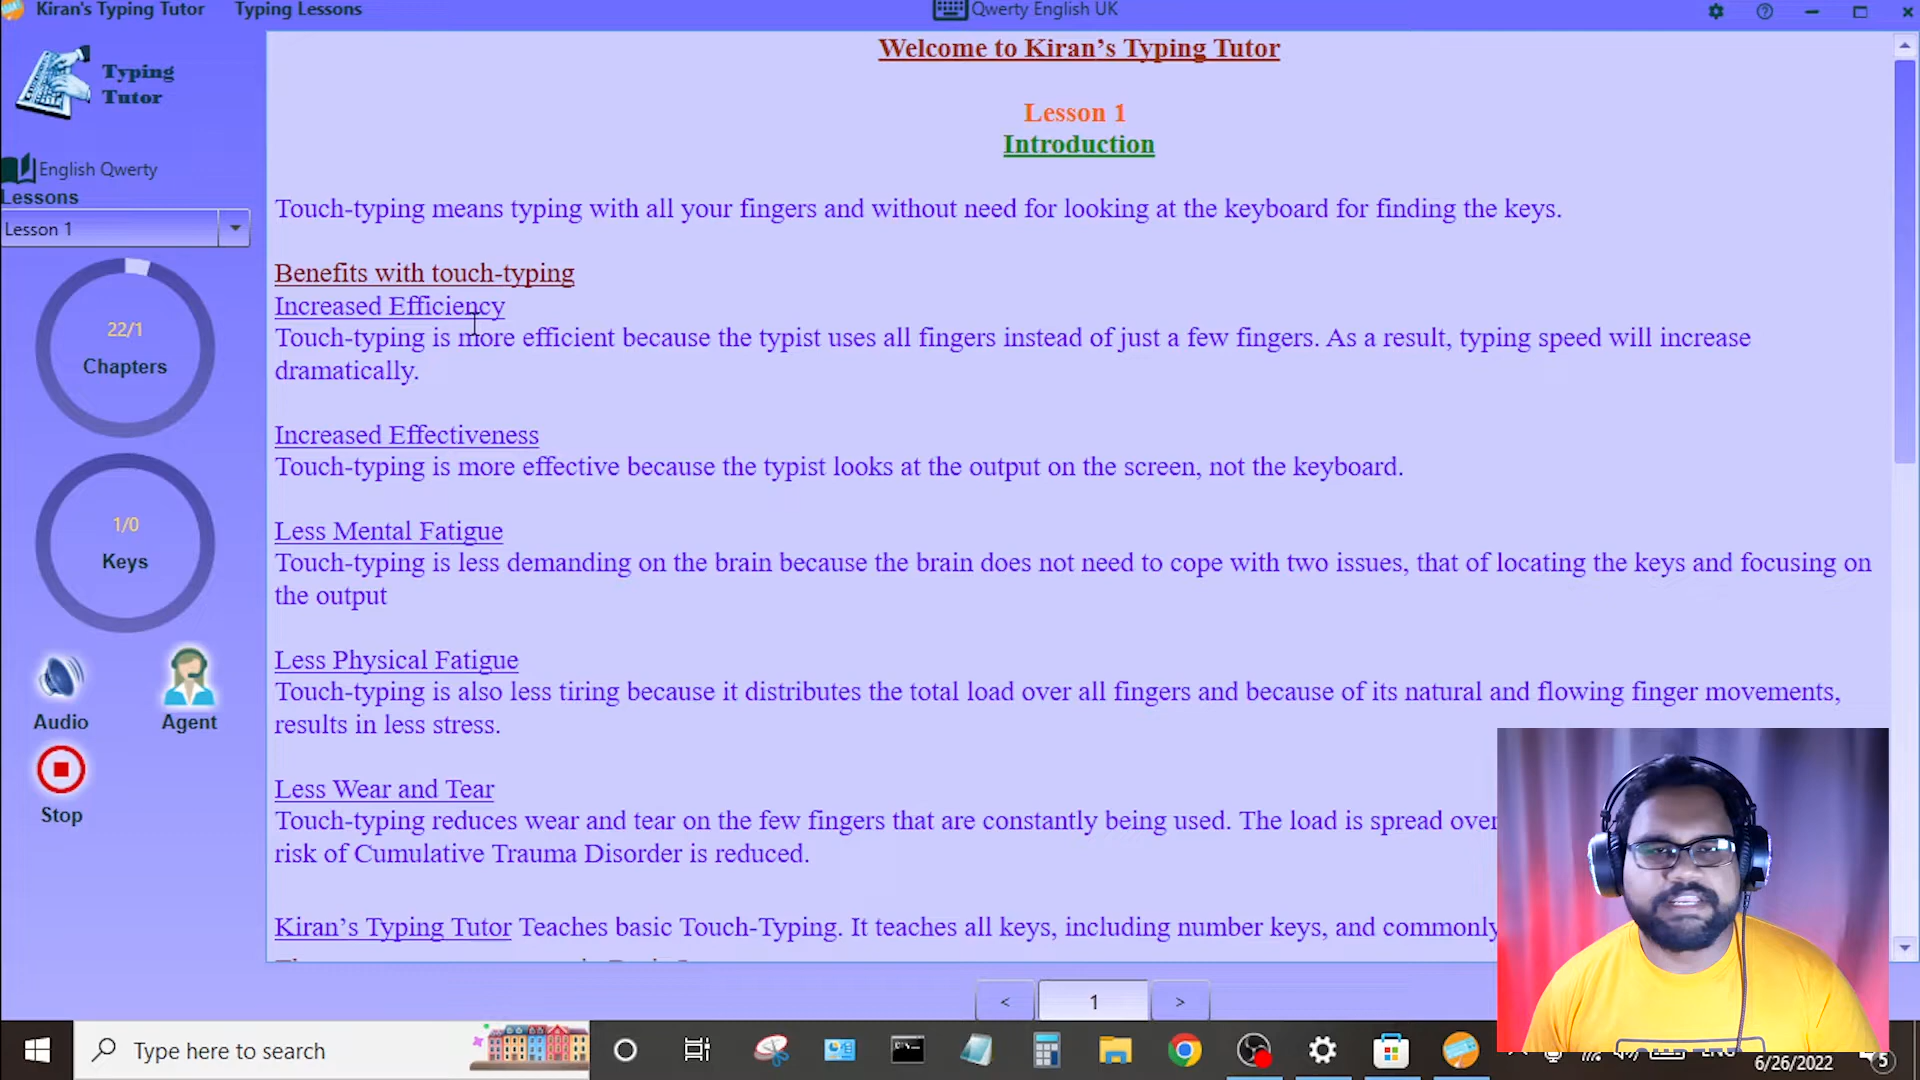 Kiran's Typing Tutor Typing Lessons Qwerty English UK
Typing
Tutor
English Qwerty
Lessons
Lesson 1
22/1
Chapters
1/0
Keys
Audio Agent
Stop
Welcome to Kiran’s Typing Tutor
Lesson 1
Introduction
Touch-typing means typing with all your fingers and without need for looking at the keyboard for finding the keys.
Benefits with touch-typing
Increased Efficiency
Touch-typing is more efficient because the typist uses all fingers instead of just a few fingers. As a result, typing speed will increase
dramatically.
Increased Effectiveness
Touch-typing is more effective because the typist looks at the output on the screen, not the keyboard.
Less Mental Fatigue
Touch-typing is less demanding on the brain because the brain does not need to cope with two issues, that of locating the keys and focusing on
the output
Less Physical Fatigue
Touch-typing is also less tiring because it distributes the total load over all fingers and because of its natural and flowing finger movements,
results in less stress.
Less Wear and Tear
Touch-typing reduces wear and tear on the few fingers that are constantly being used. The load is spread over
risk of Cumulative Trauma Disorder is reduced.
Kiran’s Typing Tutor Teaches basic Touch-Typing. It teaches all keys, including number keys, and commonly
< 1 >
Type here to search
ENG
6/26/2022
5